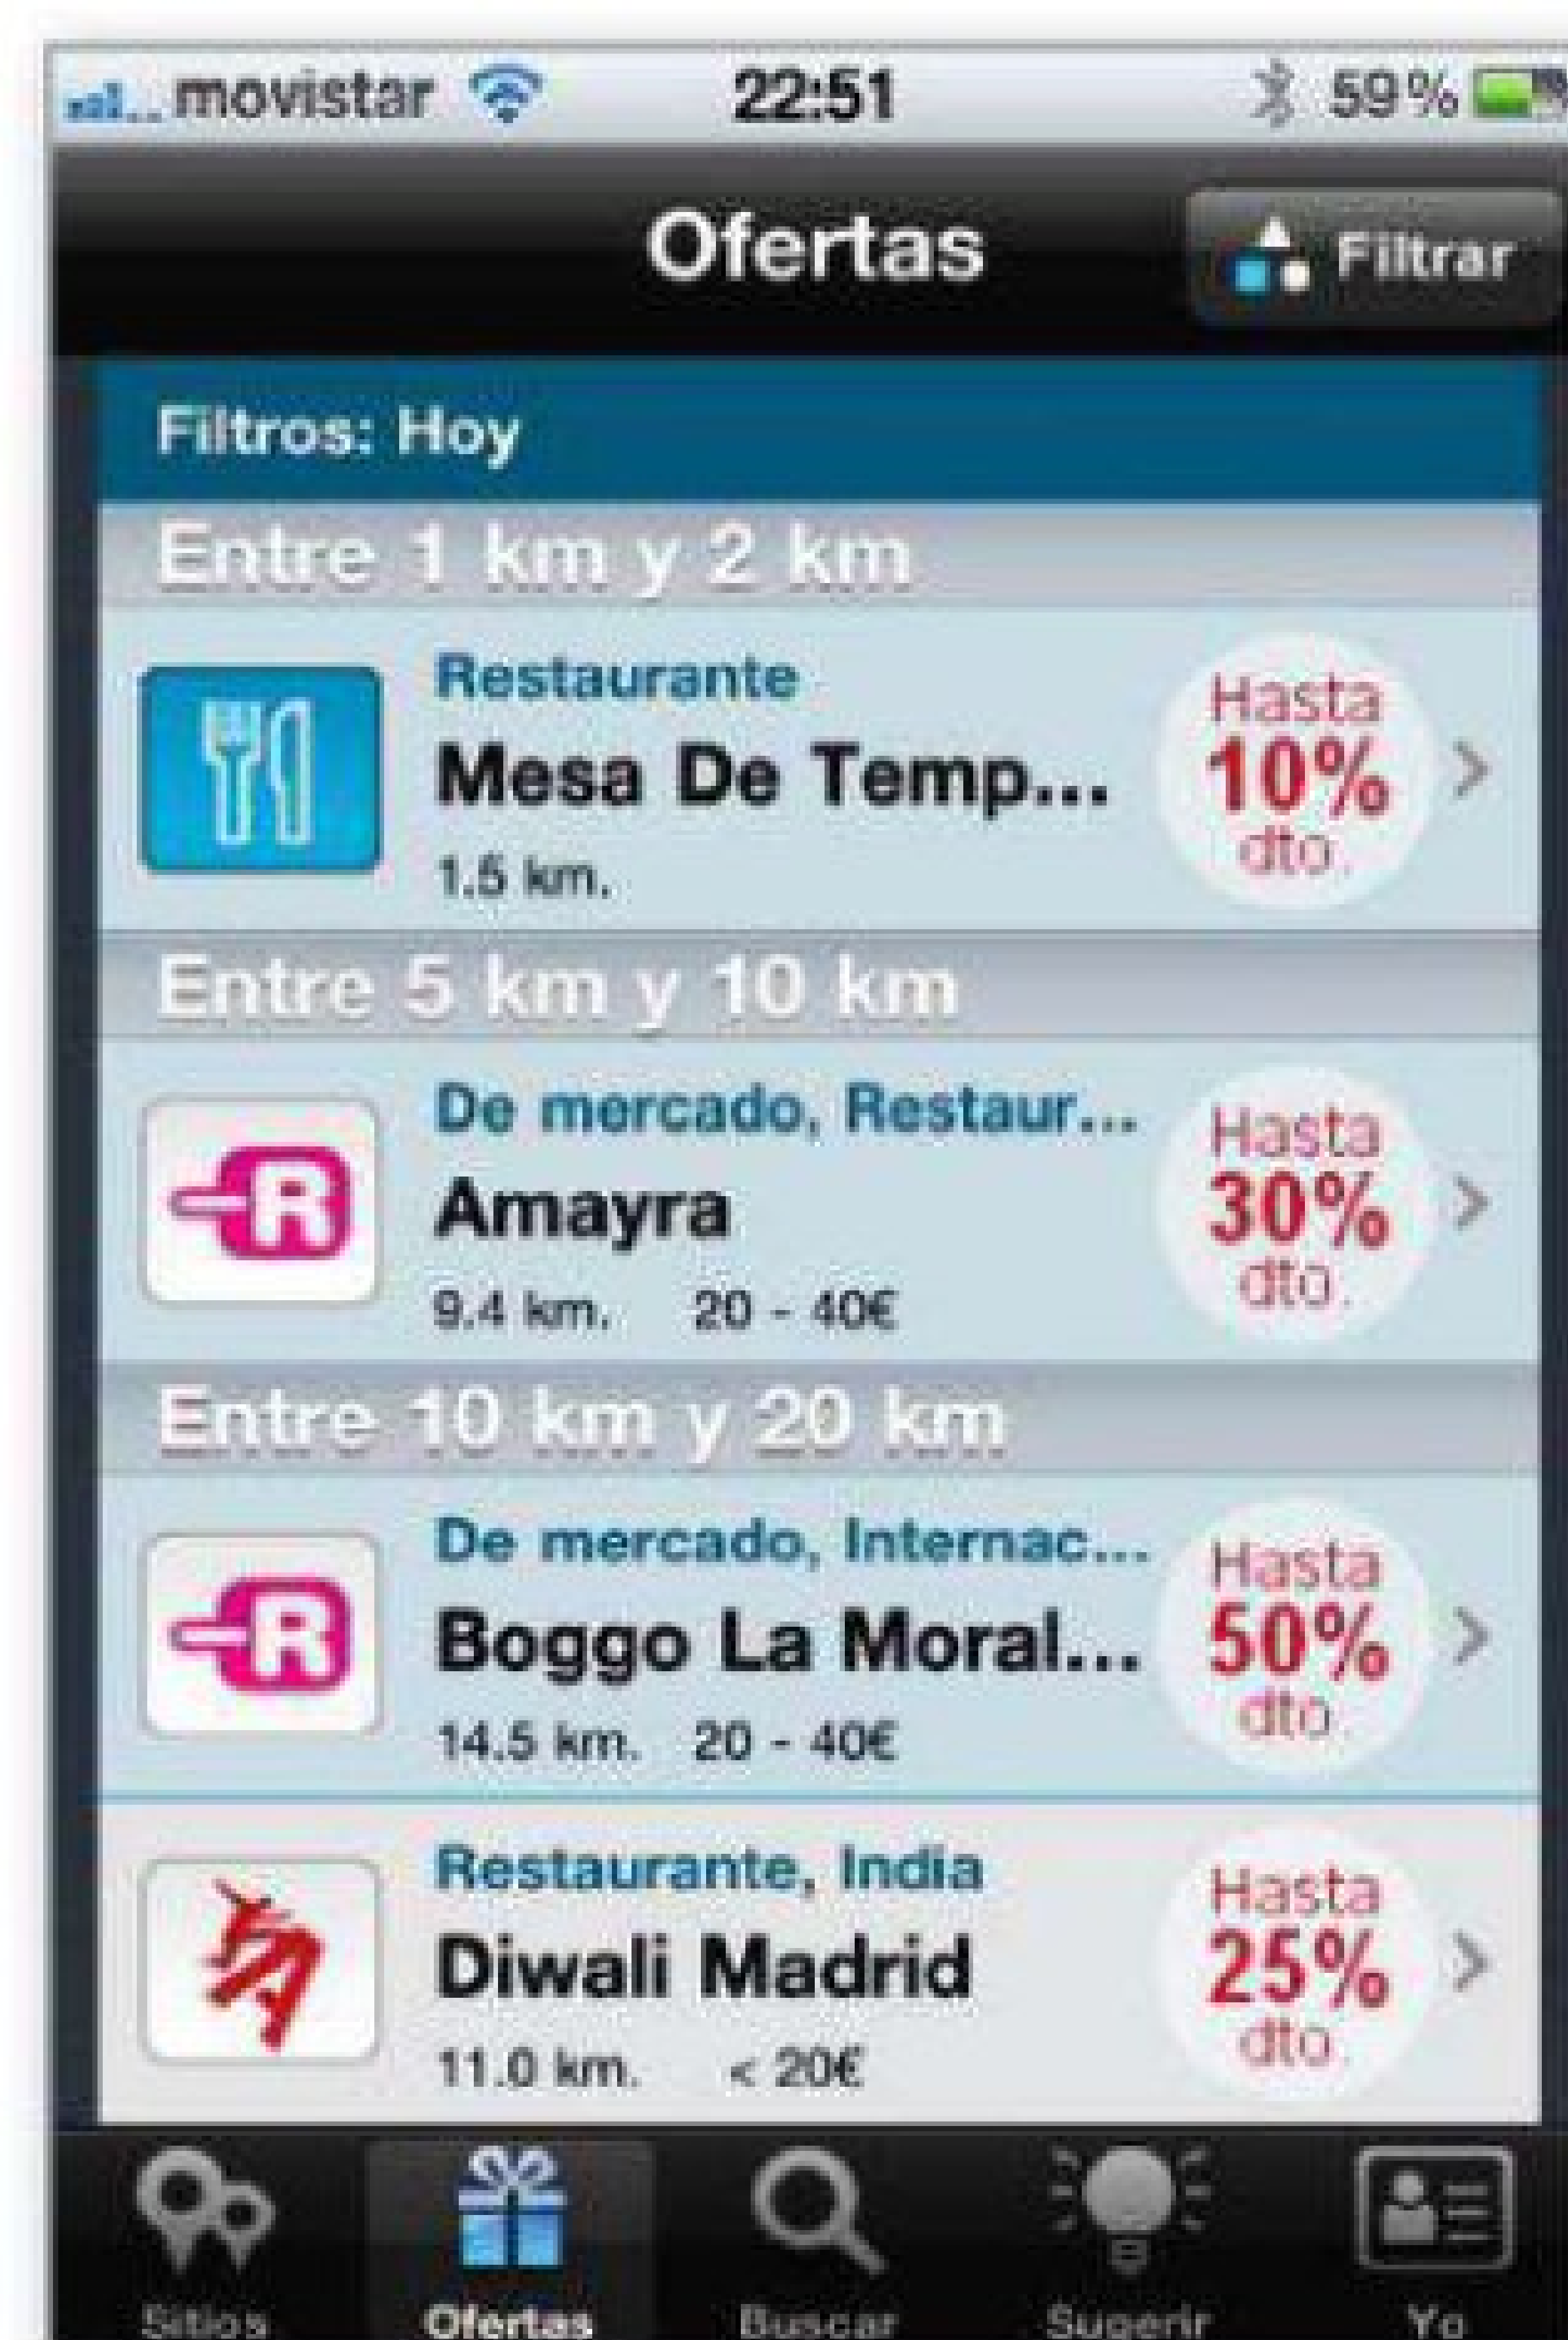 movistar 22:51 59%
Ofertas Filtrar
Filtros: Hoy
Entre 1 km y 2 km
Restaurante
Mesa De Temp...
1.5 km.
Hasta
10%
dto.
Entre 5 km y 10 km
De mercado, Restaur...
Amayra
9.4 km. 20 - 40€
Hasta
30%
dto.
Entre 10 km y 20 km
De mercado, Internac...
Boggo La Moral...
14.5 km. 20 - 40€
Hasta
50%
dto.
Restaurante, India
Diwali Madrid
11.0 km. < 20€
Hasta
25%
dto.
Sitios Ofertas Buscar Sugerir Yo